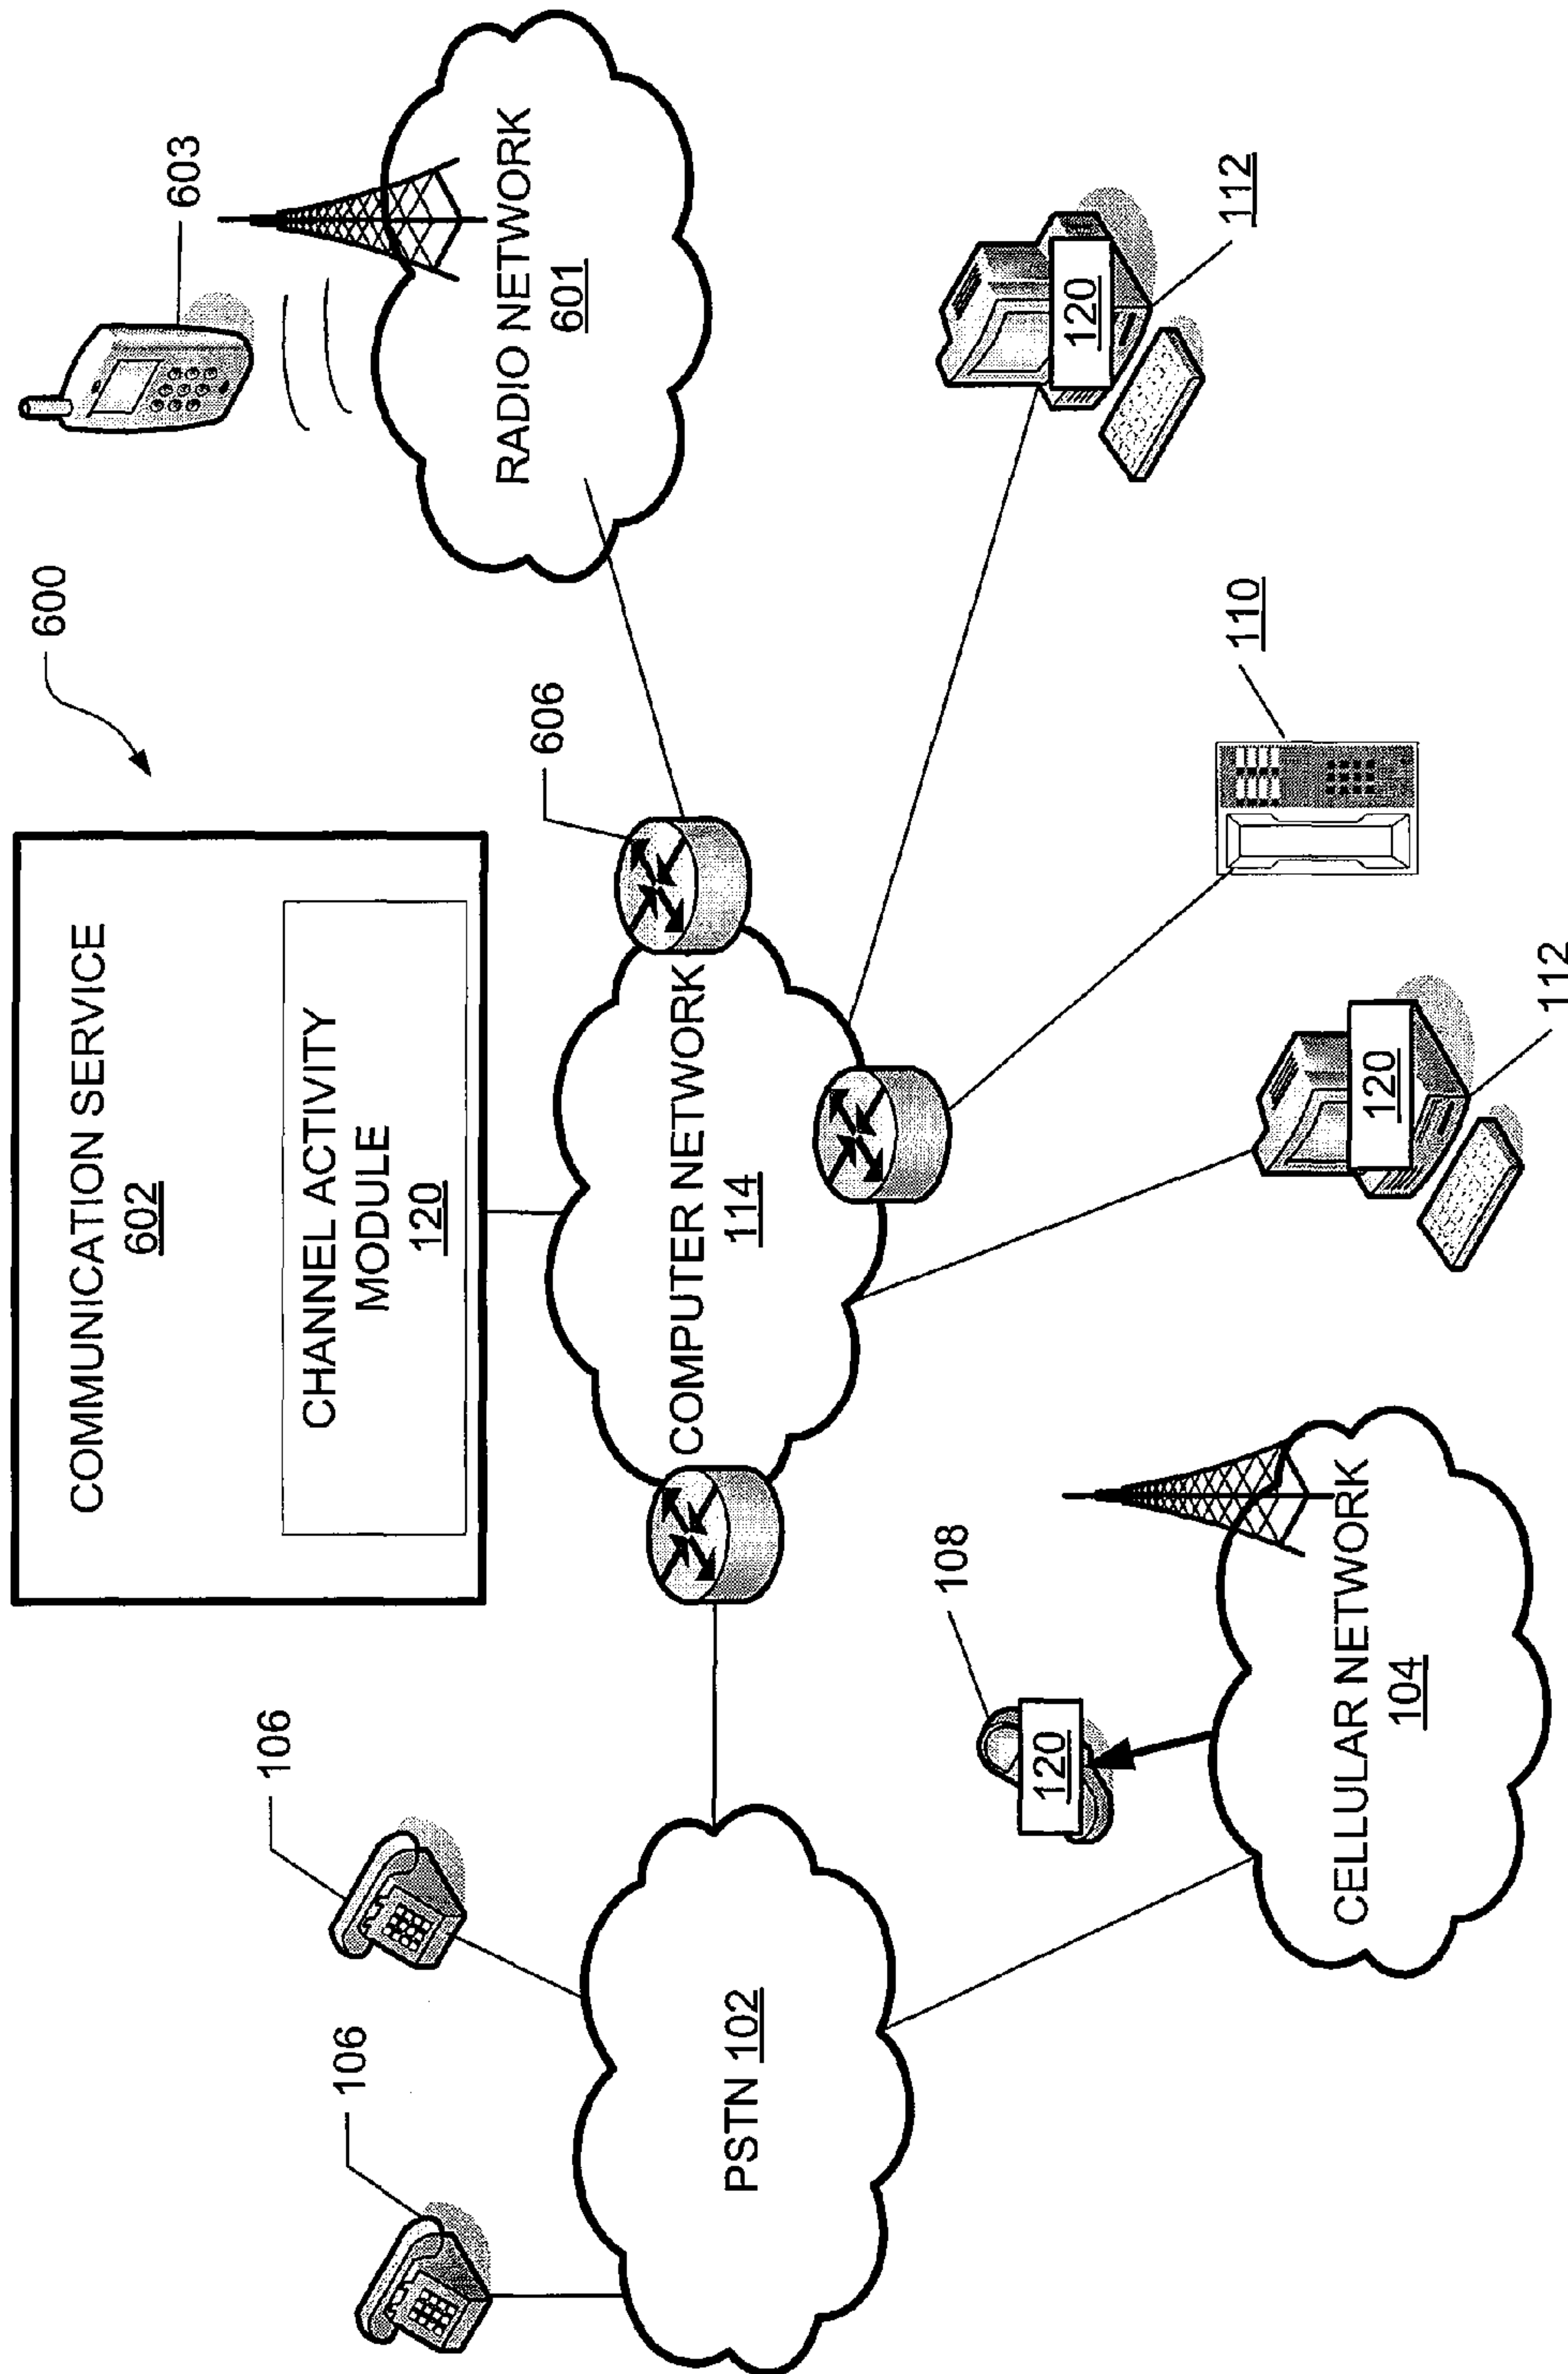 600
COMMUNICATION SERVICE
602
CHANNEL ACTIVITY
MODULE
120
603
106
106
606
RADIO NETWORK
601
PSTN 102
COMPUTER NETWORK
114
108
120
120
112
110
CELLULAR NETWORK
104
120
112